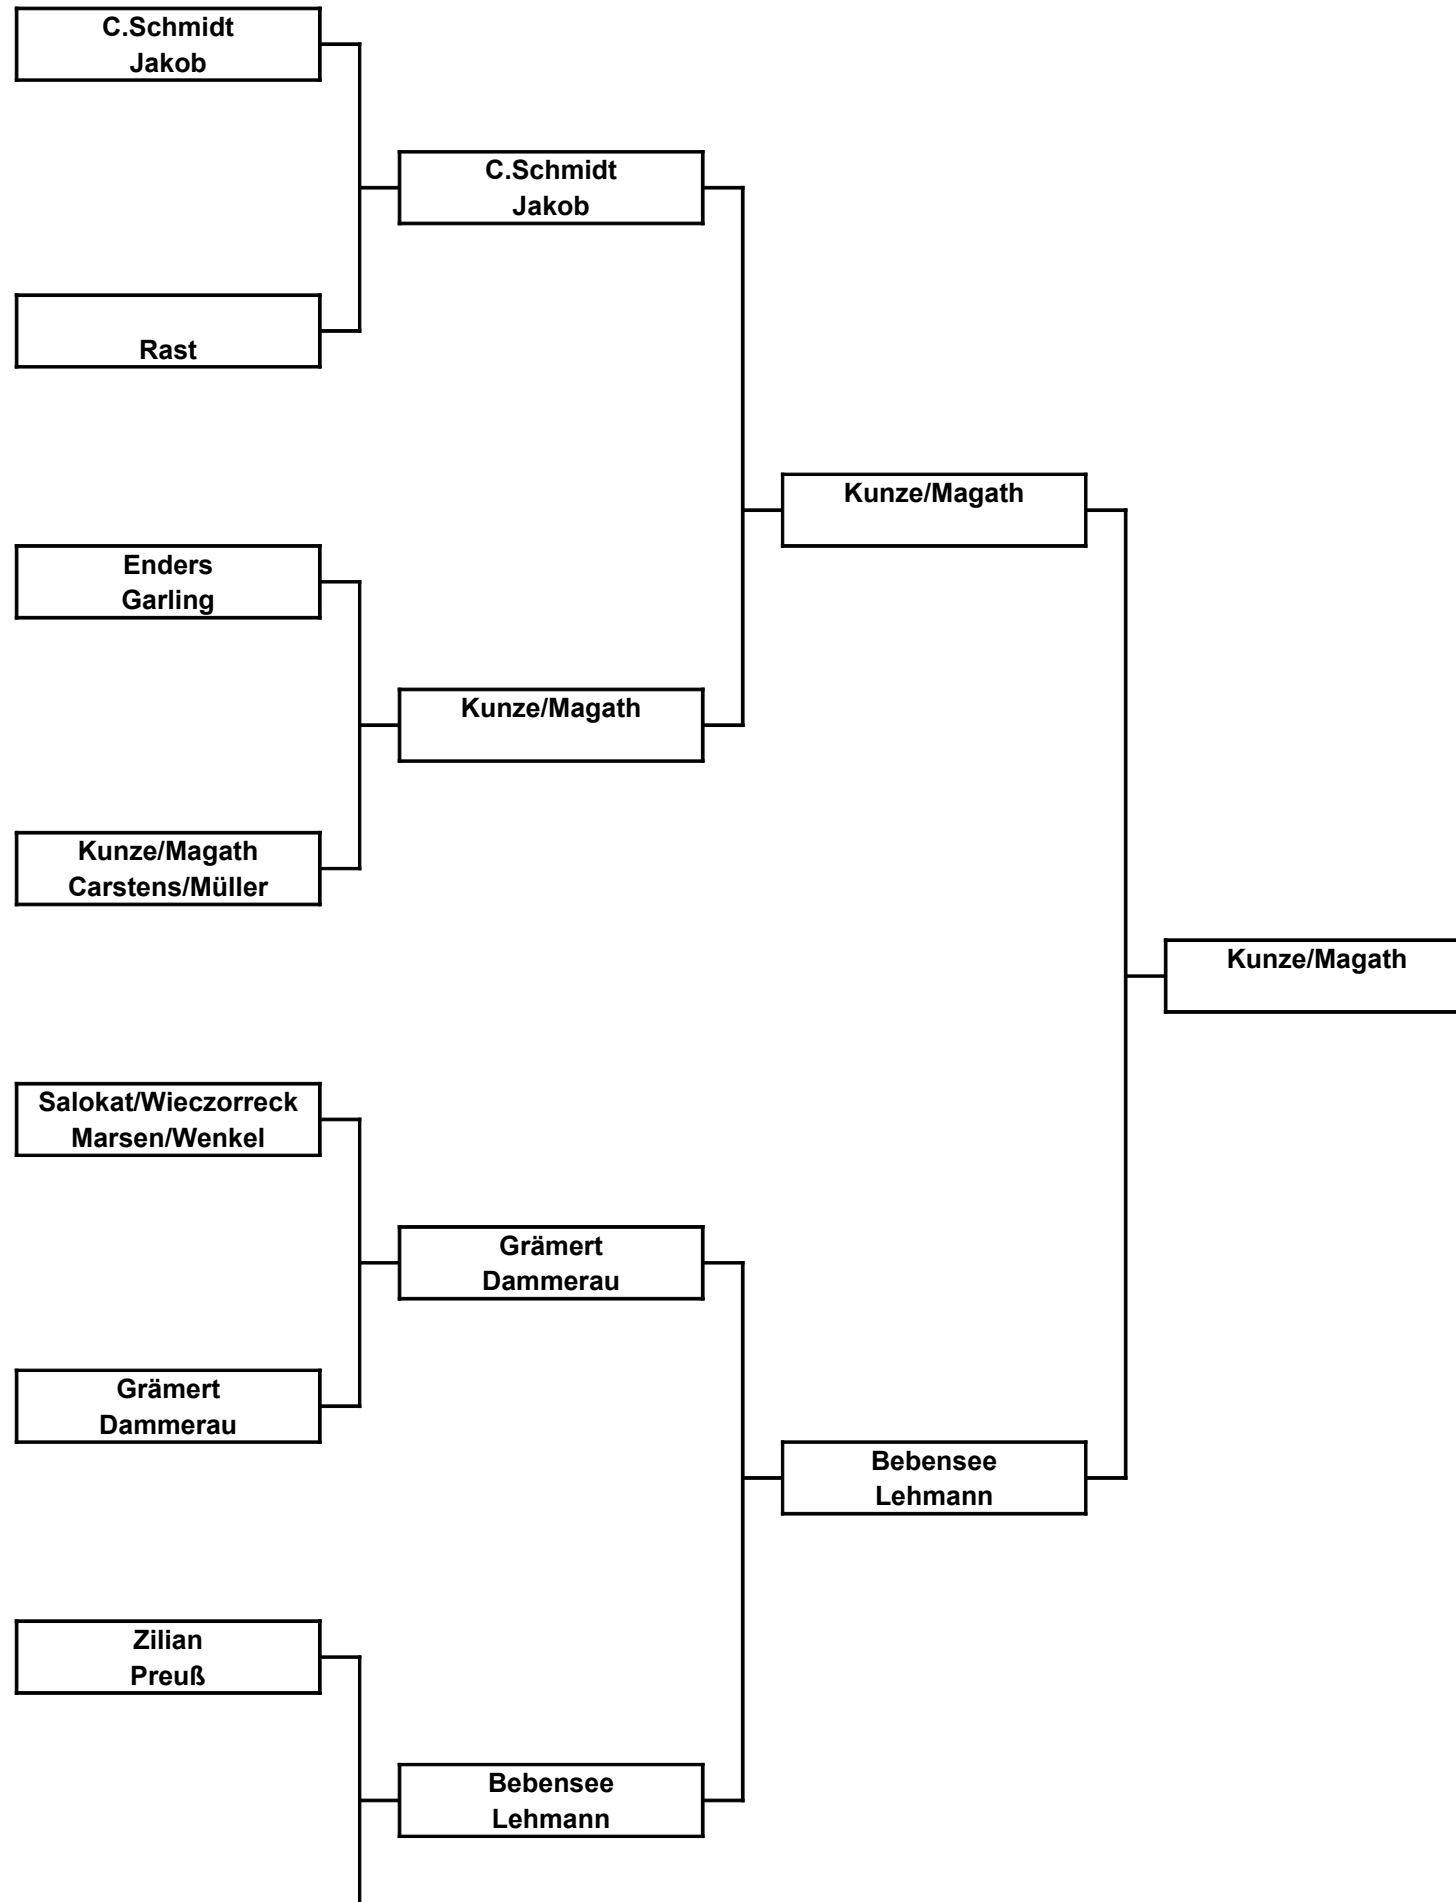 C.Schmidt
Jakob
C.Schmidt
Jakob
Rast
Kunze/Magath
Enders
Garling
Kunze/Magath
Kunze/Magath
Carstens/Müller
Kunze/Magath
Salokat/Wieczorreck
Marsen/Wenkel
Grämert
Dammerau
Grämert
Dammerau
Bebensee
Lehmann
Zilian
Preuß
Bebensee
Lehmann